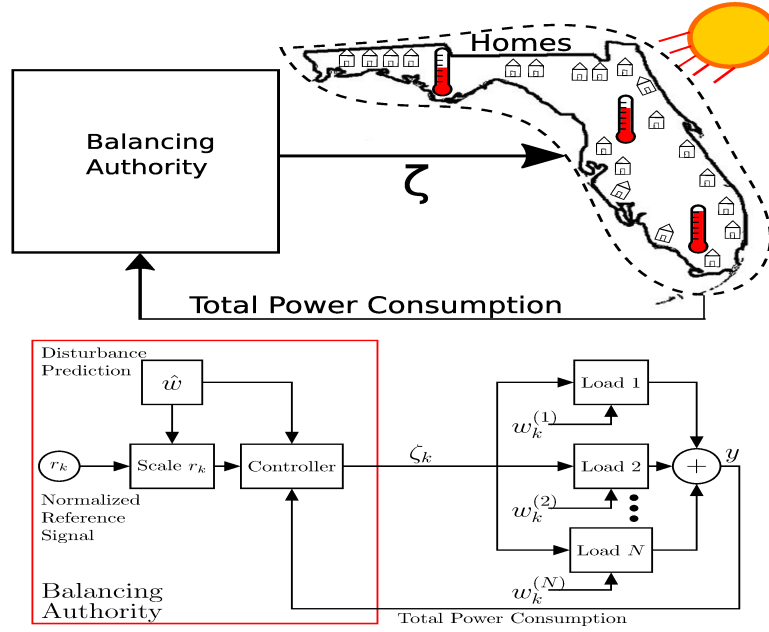 Homes
Balancing
Authority
ζ
Total Power Consumption
Disturbance
Prediction
ŵ
r_k
Scale r_k
Controller
ζ_k
Normalized
Reference
Signal
Balancing
Authority
Load 1
w_k^{(1)}
Load 2
w_k^{(2)}
Load N
w_k^{(N)}
+
y
Total Power Consumption